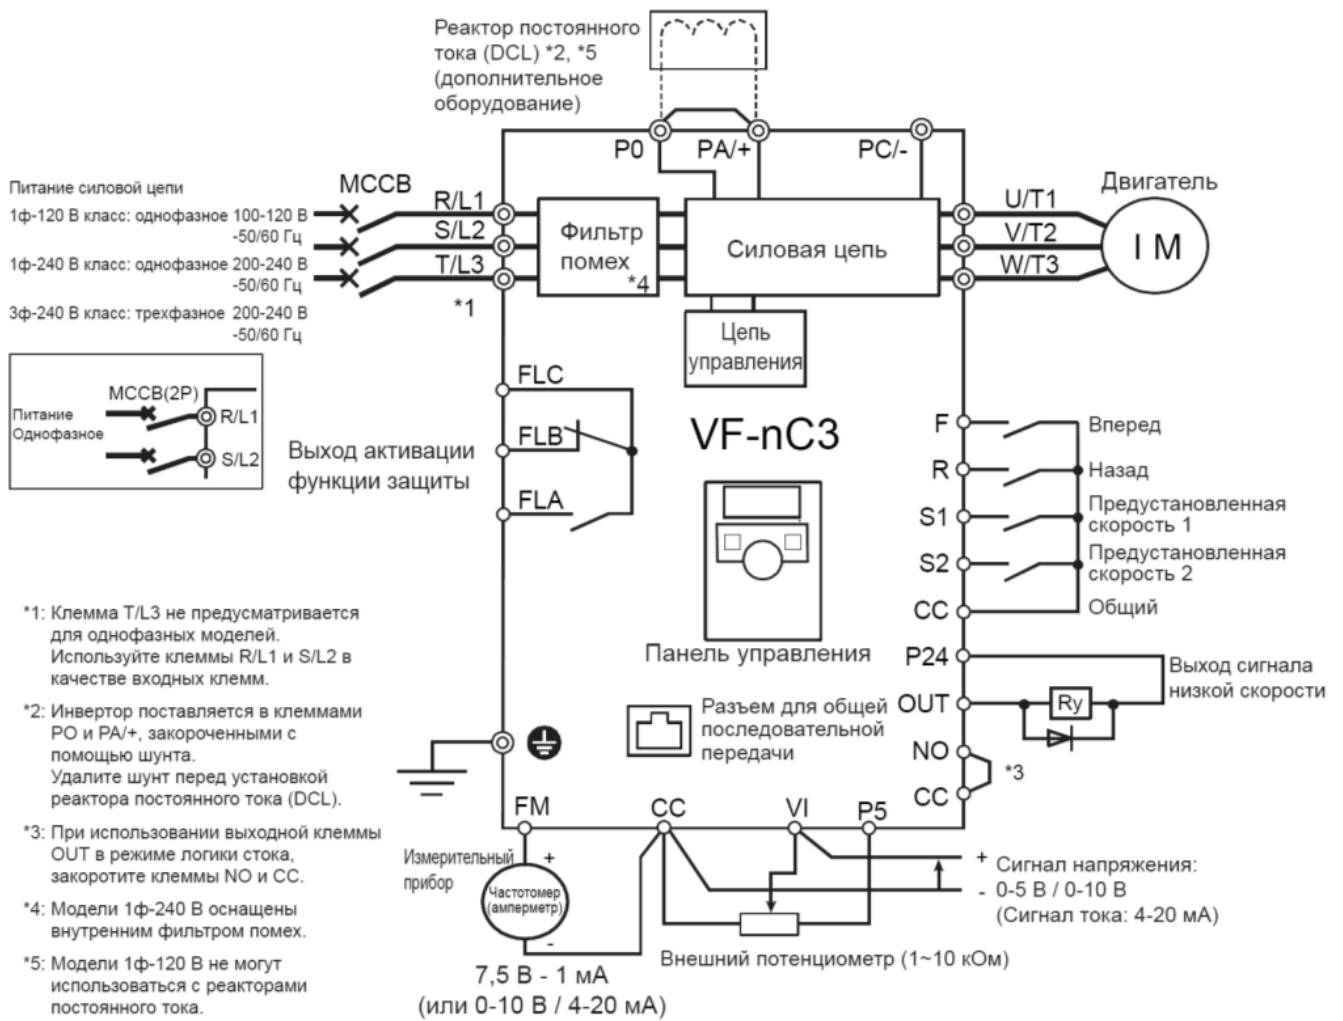 Реактор постоянного
тока (DCL) *2, *5
(дополнительное
оборудование)
P0
PA/+
PC/-
Питание силовой цепи
1ф-120 В класс: однофазное 100-120 В
-50/60 Гц
1ф-240 В класс: однофазное 200-240 В
-50/60 Гц
3ф-240 В класс: трехфазное 200-240 В
-50/60 Гц
MCCB
R/L1
S/L2
T/L3
*1
Фильтр
помех
*4
Силовая цепь
Цепь
управления
U/T1
V/T2
W/T3
Двигатель
I M
MCCB(2P)
Питание
Однофазное
R/L1
S/L2
Выход активации
функции защиты
FLC
FLB
FLA
VF-nC3
Панель управления
Разъем для общей
последовательной
передачи
F
Вперед
R
Назад
S1
Предустановленная
скорость 1
S2
Предустановленная
скорость 2
CC
Общий
P24
OUT
Ry
Выход сигнала
низкой скорости
NO
CC
*3
*1: Клемма T/L3 не предусматривается
для однофазных моделей.
Используйте клеммы R/L1 и S/L2 в
качестве входных клемм.
*2: Инвертор поставляется в клеммами
PO и PA/+, закороченными с
помощью шунта.
Удалите шунт перед установкой
реактора постоянного тока (DCL).
*3: При использовании выходной клеммы
OUT в режиме логики стока,
закоротите клеммы NO и CC.
*4: Модели 1ф-240 В оснащены
внутренним фильтром помех.
*5: Модели 1ф-120 В не могут
использоваться с реакторами
постоянного тока.
FM
CC
VI
P5
Измерительный
прибор
+
Частотомер
(амперметр)
-
7,5 В - 1 мА
(или 0-10 В / 4-20 мА)
Внешний потенциометр (1~10 кОм)
+ Сигнал напряжения:
- 0-5 В / 0-10 В
(Сигнал тока: 4-20 мА)